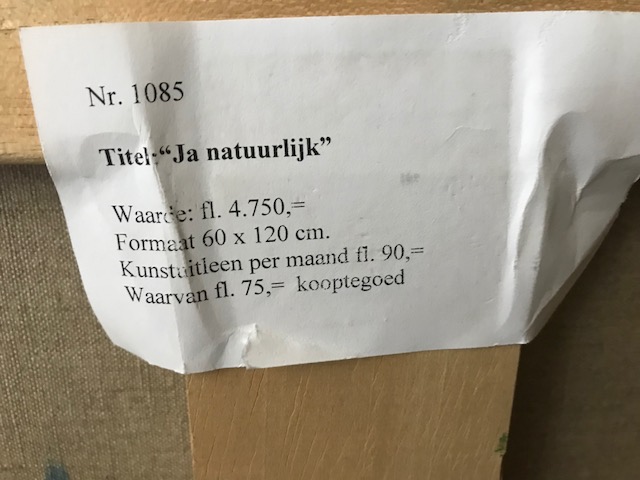 Nr. 1085
Titel:“Ja natuurlijk”
Waarde: fl. 4.750,=
Formaat 60 x 120 cm.
Kunstuitleen per maand fl. 90,=
Waarvan fl. 75,= kooptegoed